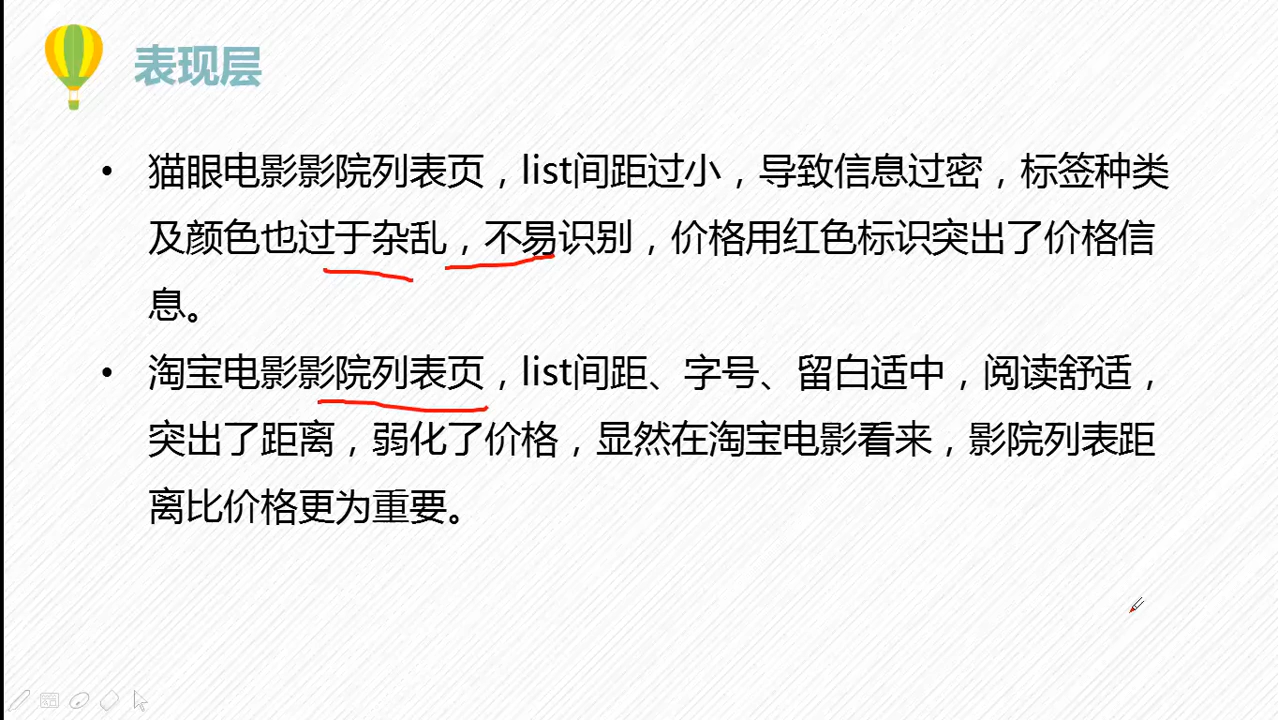 表现层
• 猫眼电影影院列表页，list间距过小，导致信息过密，标签种类
及颜色也过于杂乱，不易识别，价格用红色标识突出了价格信
息。
• 淘宝电影影院列表页，list间距、字号、留白适中，阅读舒适，
突出了距离，弱化了价格，显然在淘宝电影看来，影院列表距
离比价格更为重要。